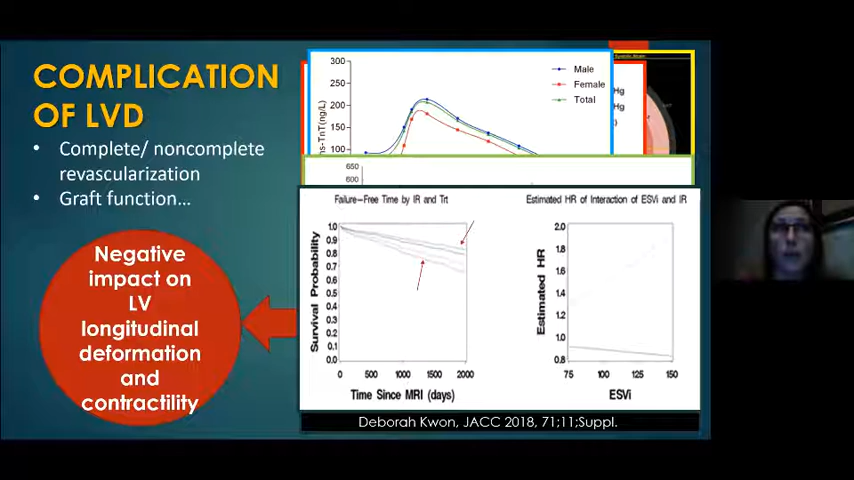 COMPLICATION
OF LVD
• Complete/ noncomplete
revascularization
• Graft function...
Negative
impact on
LV
longitudinal
deformation
and
contractility
300
250
200
150
100
hs-TnT(ng/L)
Male
Female
Total
Hg
Hg
650
600
Failure-Free Time by IR and Trt
Survival Probability
1.0
0.9
0.8
0.7
0.6
0.5
0.4
0.3
0.2
0.1
0.0
0 500 1000 1500 2000
Time Since MRI (days)
Estimated HR of Interaction of ESVi and IR
Estimated HR
2.0
1.8
1.6
1.4
1.2
1.0
0.8
75 100 125 150
ESVi
Deborah Kwon, JACC 2018, 71;11;Suppl.